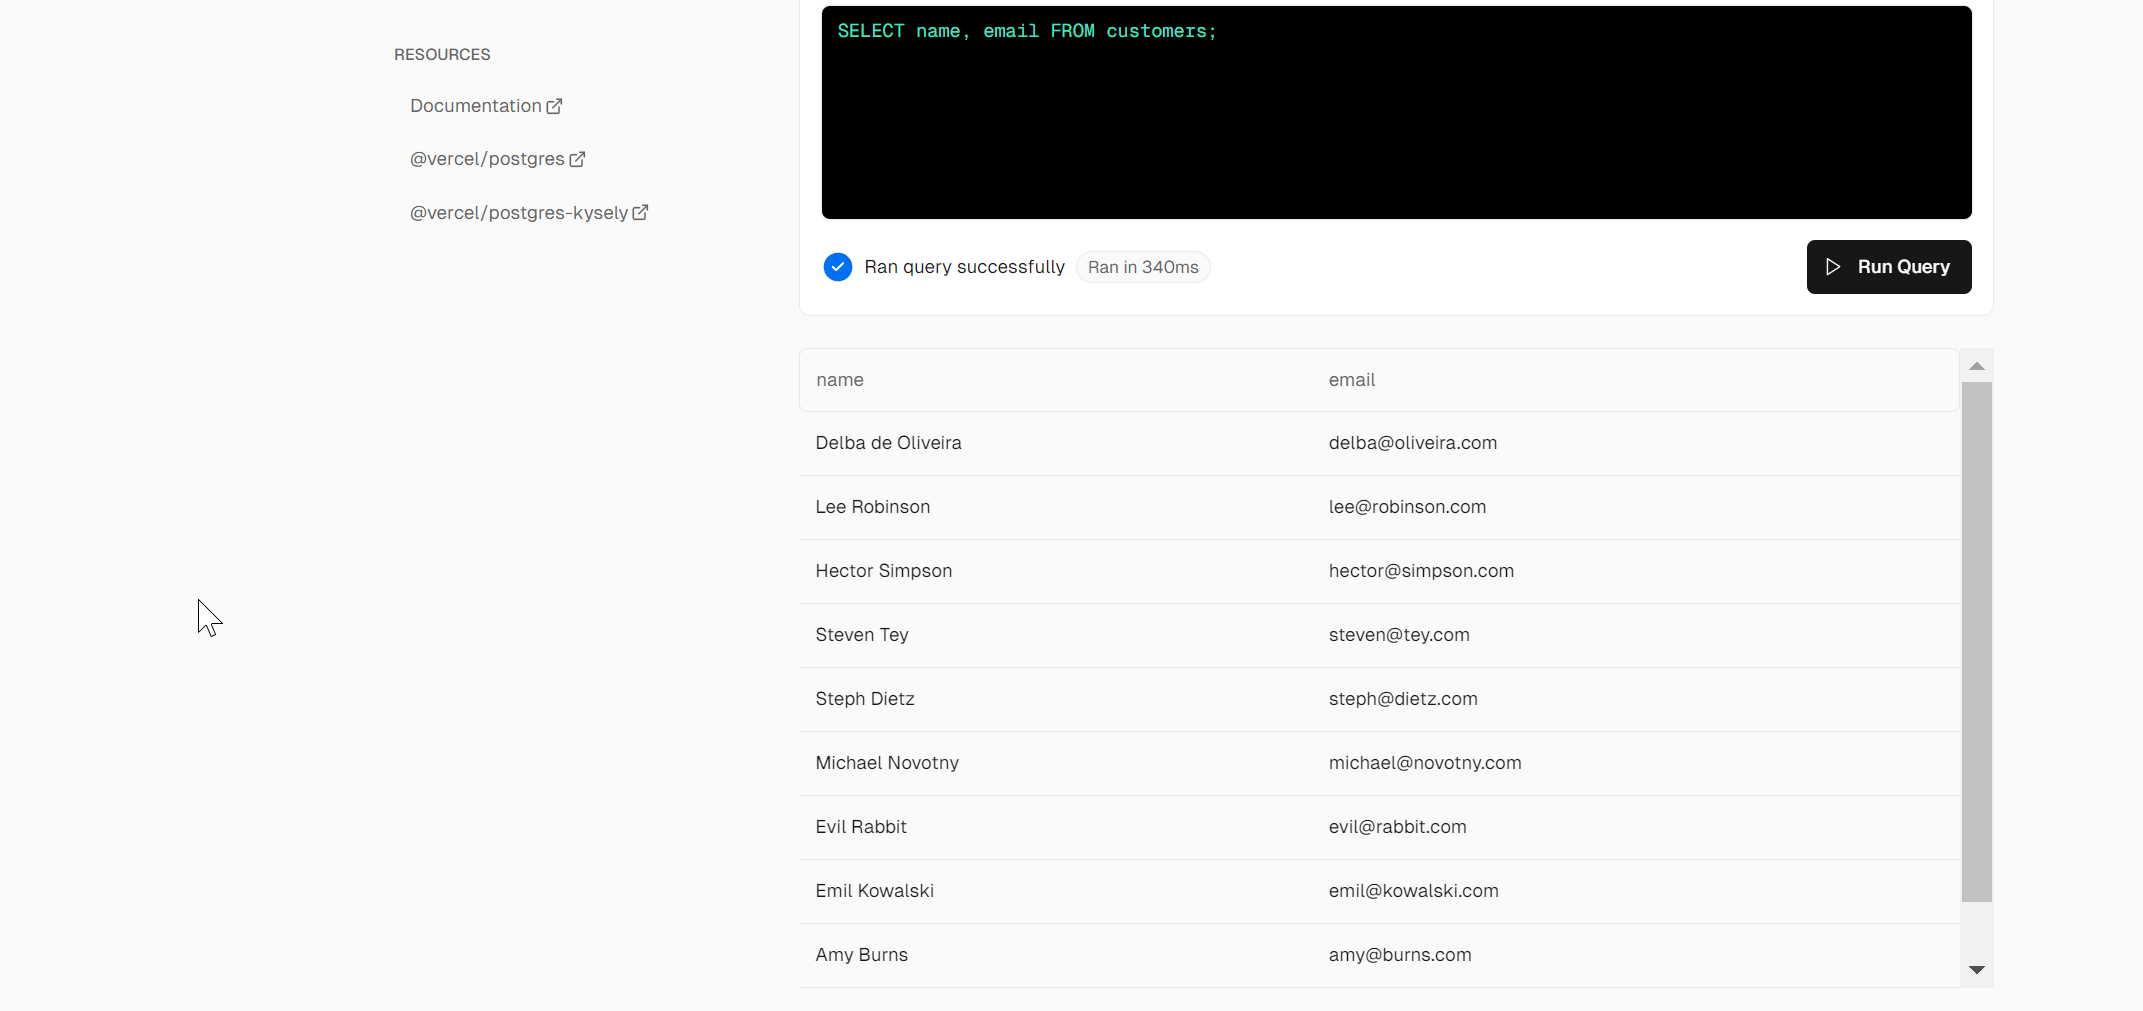 RESOURCES
Documentation
@vercel/postgres
@vercel/postgres-kysely
SELECT name, email FROM customers;
Ran query successfully Ran in 340ms
Run Query
name email
Delba de Oliveira delba@oliveira.com
Lee Robinson lee@robinson.com
Hector Simpson hector@simpson.com
Steven Tey steven@tey.com
Steph Dietz steph@dietz.com
Michael Novotny michael@novotny.com
Evil Rabbit evil@rabbit.com
Emil Kowalski emil@kowalski.com
Amy Burns amy@burns.com